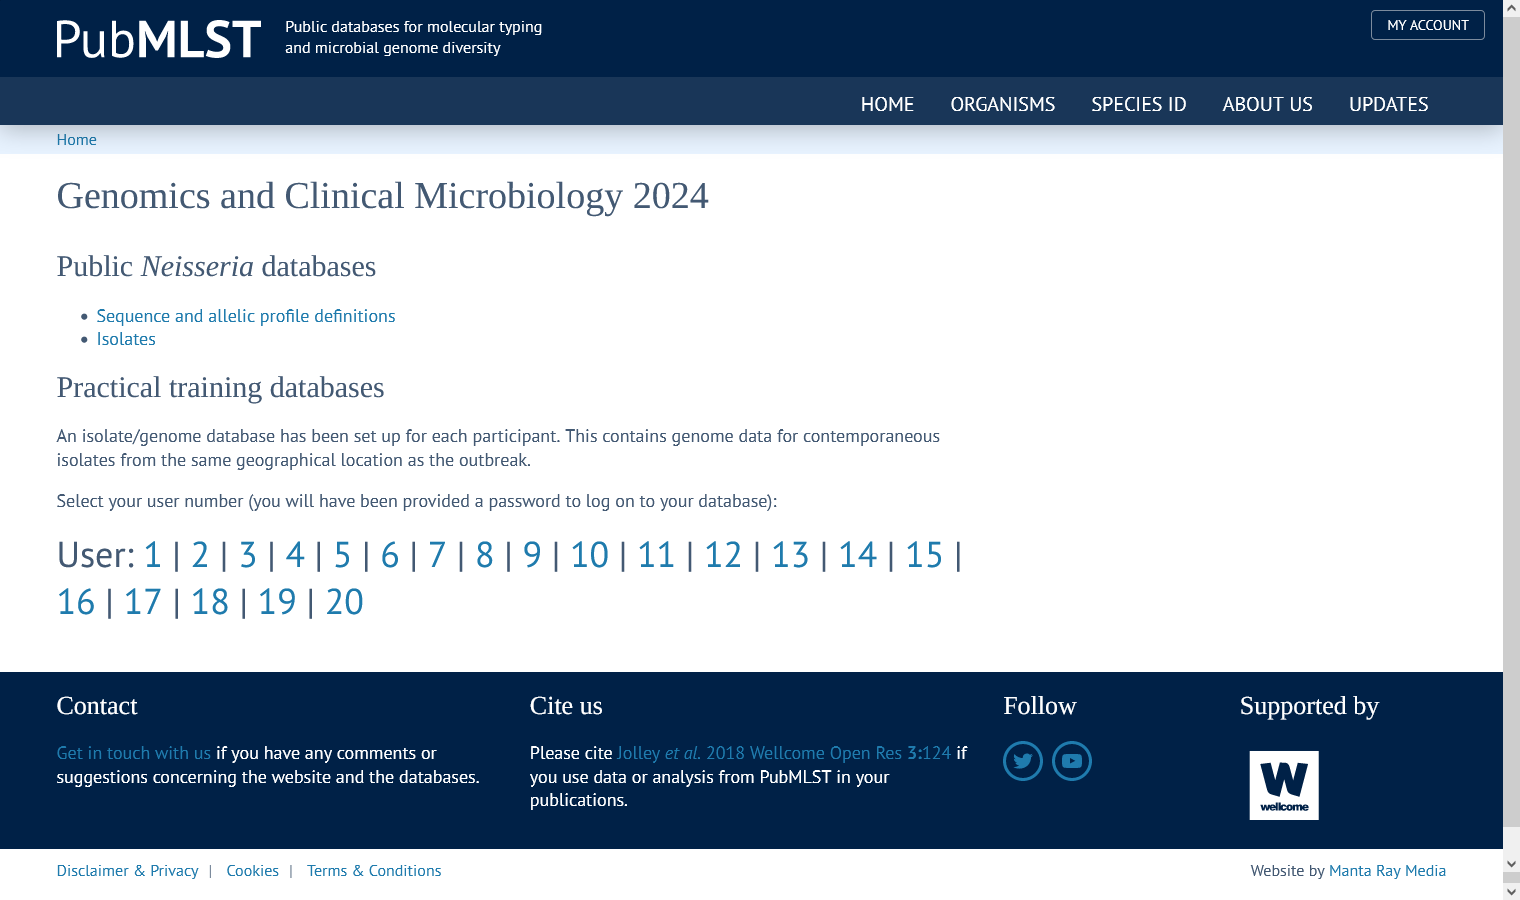 PubMLST
Public databases for molecular typing
and microbial genome diversity
MY ACCOUNT
HOME
ORGANISMS
SPECIES ID
ABOUT US
UPDATES
Home
Genomics and Clinical Microbiology 2024
Public Neisseria databases
• Sequence and allelic profile definitions
• Isolates
Practical training databases
An isolate/genome database has been set up for each participant. This contains genome data for contemporaneous
isolates from the same geographical location as the outbreak.
Select your user number (you will have been provided a password to log on to your database):
User: 1 | 2 | 3 | 4 | 5 | 6 | 7 | 8 | 9 | 10 | 11 | 12 | 13 | 14 | 15 |
16 | 17 | 18 | 19 | 20
Contact
Get in touch with us if you have any comments or
suggestions concerning the website and the databases.
Cite us
Please cite Jolley et al. 2018 Wellcome Open Res 3:124 if
you use data or analysis from PubMLST in your
publications.
Follow
Supported by
W
wellcome
Disclaimer & Privacy | Cookies | Terms & Conditions
Website by Manta Ray Media